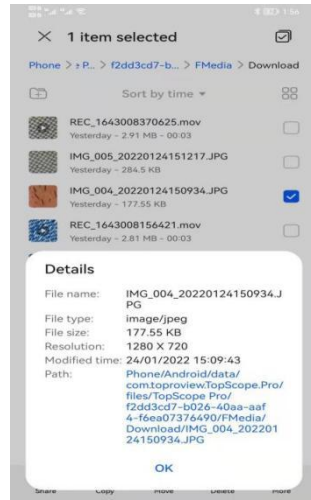 1:56
1 item selected
Phone > e P... > f2dd3cd7-b... > FMedia > Download
Sort by time
REC_1643008370625.mov
Yesterday - 2.91 MB - 00:03
IMG_005_20220124151217.JPG
Yesterday - 284.5 KB
IMG_004_20220124150934.JPG
Yesterday - 177.55 KB
REC_1643008156421.mov
Yesterday - 2.81 MB - 00:03
Details
File name: IMG_004_20220124150934.J
PG
File type: image/jpeg
File size: 177.55 KB
Resolution: 1280 X 720
Modified time: 24/01/2022 15:09:43
Path: Phone/Android/data/
com.toproview.TopScope.Pro/
files/TopScope Pro/
f2dd3cd7-b026-40aa-aaf
4-f6ea07376490/FMedia/
Download/IMG_004_202201
24150934.JPG
OK
Share Copy Move Delete More